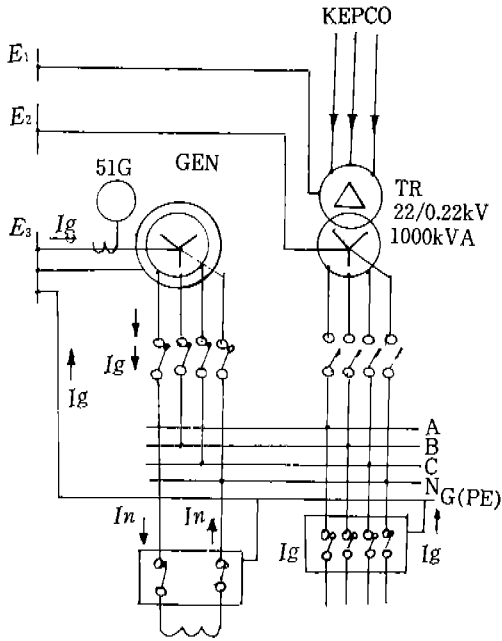 KEPCO
E1
E2
GEN
51G
TR
22/0.22kV
1000kVA
E3
Ig
Ig
Ig
A
B
C
N
G(PE)
In
In
Ig
Ig